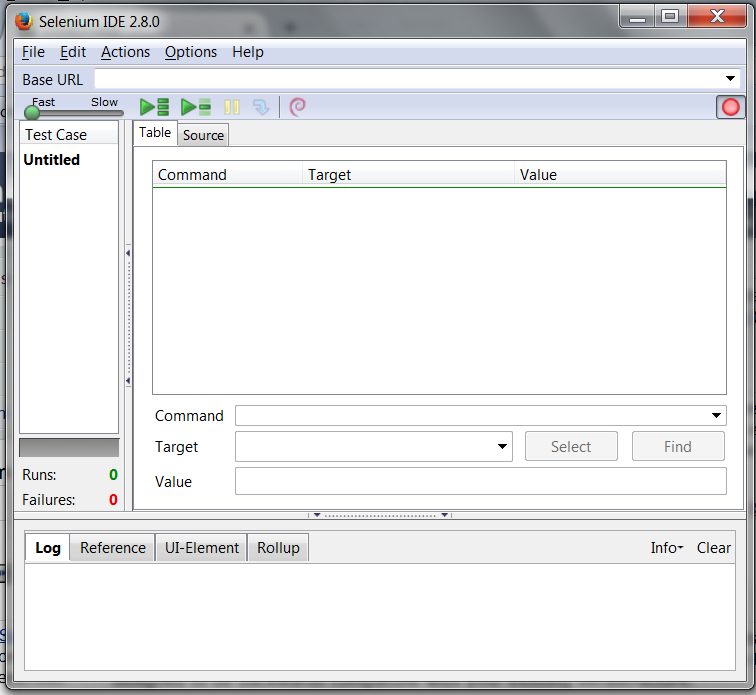 Selenium IDE 2.8.0
File Edit Actions Options Help
Base URL
Fast Slow
Test Case
Untitled
Table Source
Command Target Value
Command
Target Select Find
Value
Runs: 0
Failures: 0
Log Reference UI-Element Rollup Info Clear